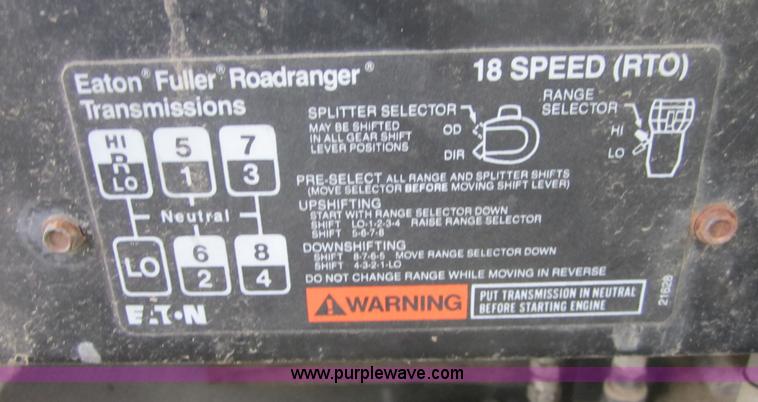 Eaton® Fuller® Roadranger®
Transmissions
18 SPEED (RTO)
HI
R
LO
5
1
7
3
Neutral
LO
6
2
8
4
EATON
SPLITTER SELECTOR
MAY BE SHIFTED
IN ALL GEAR SHIFT
LEVER POSITIONS
OD
DIR
RANGE
SELECTOR
HI
LO
PRE-SELECT ALL RANGE AND SPLITTER SHIFTS
(MOVE SELECTOR BEFORE MOVING SHIFT LEVER)
UPSHIFTING
START WITH RANGE SELECTOR DOWN
SHIFT LO-1-2-3-4 RAISE RANGE SELECTOR
SHIFT 5-6-7-8
DOWNSHIFTING
SHIFT 8-7-6-5 MOVE RANGE SELECTOR DOWN
SHIFT 4-3-2-1-LO
DO NOT CHANGE RANGE WHILE MOVING IN REVERSE
WARNING
PUT TRANSMISSION IN NEUTRAL
BEFORE STARTING ENGINE
21628
www.purplewave.com